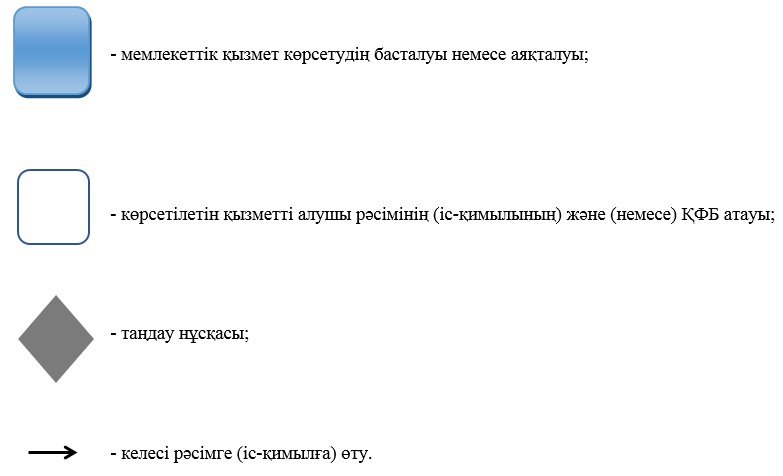 - мемлекеттік қызмет көрсетудің басталуы немесе аяқталуы;
- көрсетілетін қызметті алушы рәсімінің (іс-қимылының) және (немесе) ҚФБ атауы;
- таңдау нұсқасы;
- келесі рәсімге (іс-қимылға) өту.